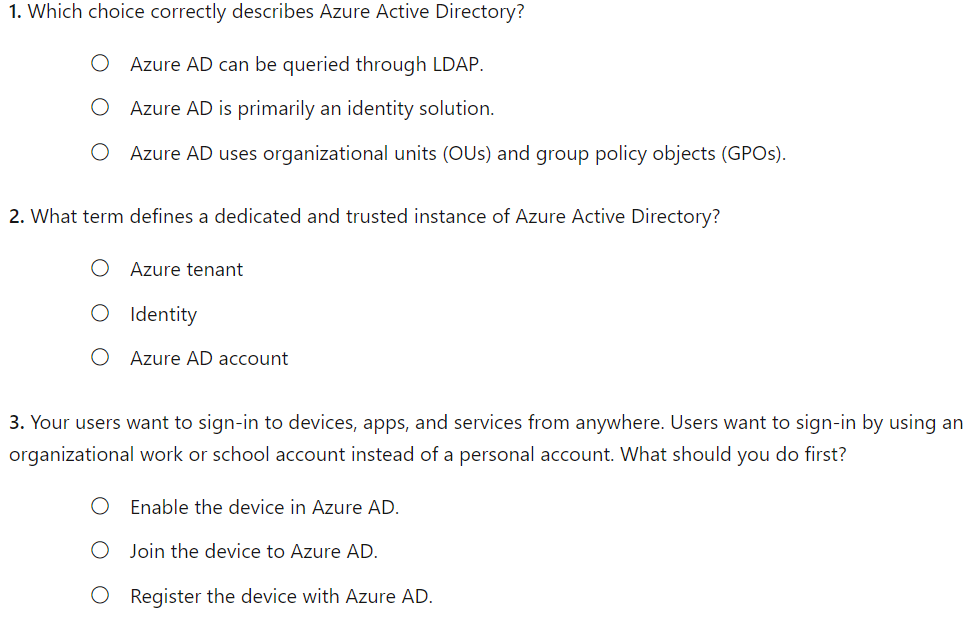 1. Which choice correctly describes Azure Active Directory?
Azure AD can be queried through LDAP.
Azure AD is primarily an identity solution.
Azure AD uses organizational units (OUs) and group policy objects (GPOs).
2. What term defines a dedicated and trusted instance of Azure Active Directory?
Azure tenant
Identity
Azure AD account
3. Your users want to sign-in to devices, apps, and services from anywhere. Users want to sign-in by using an
organizational work or school account instead of a personal account. What should you do first?
Enable the device in Azure AD.
Join the device to Azure AD.
Register the device with Azure AD.